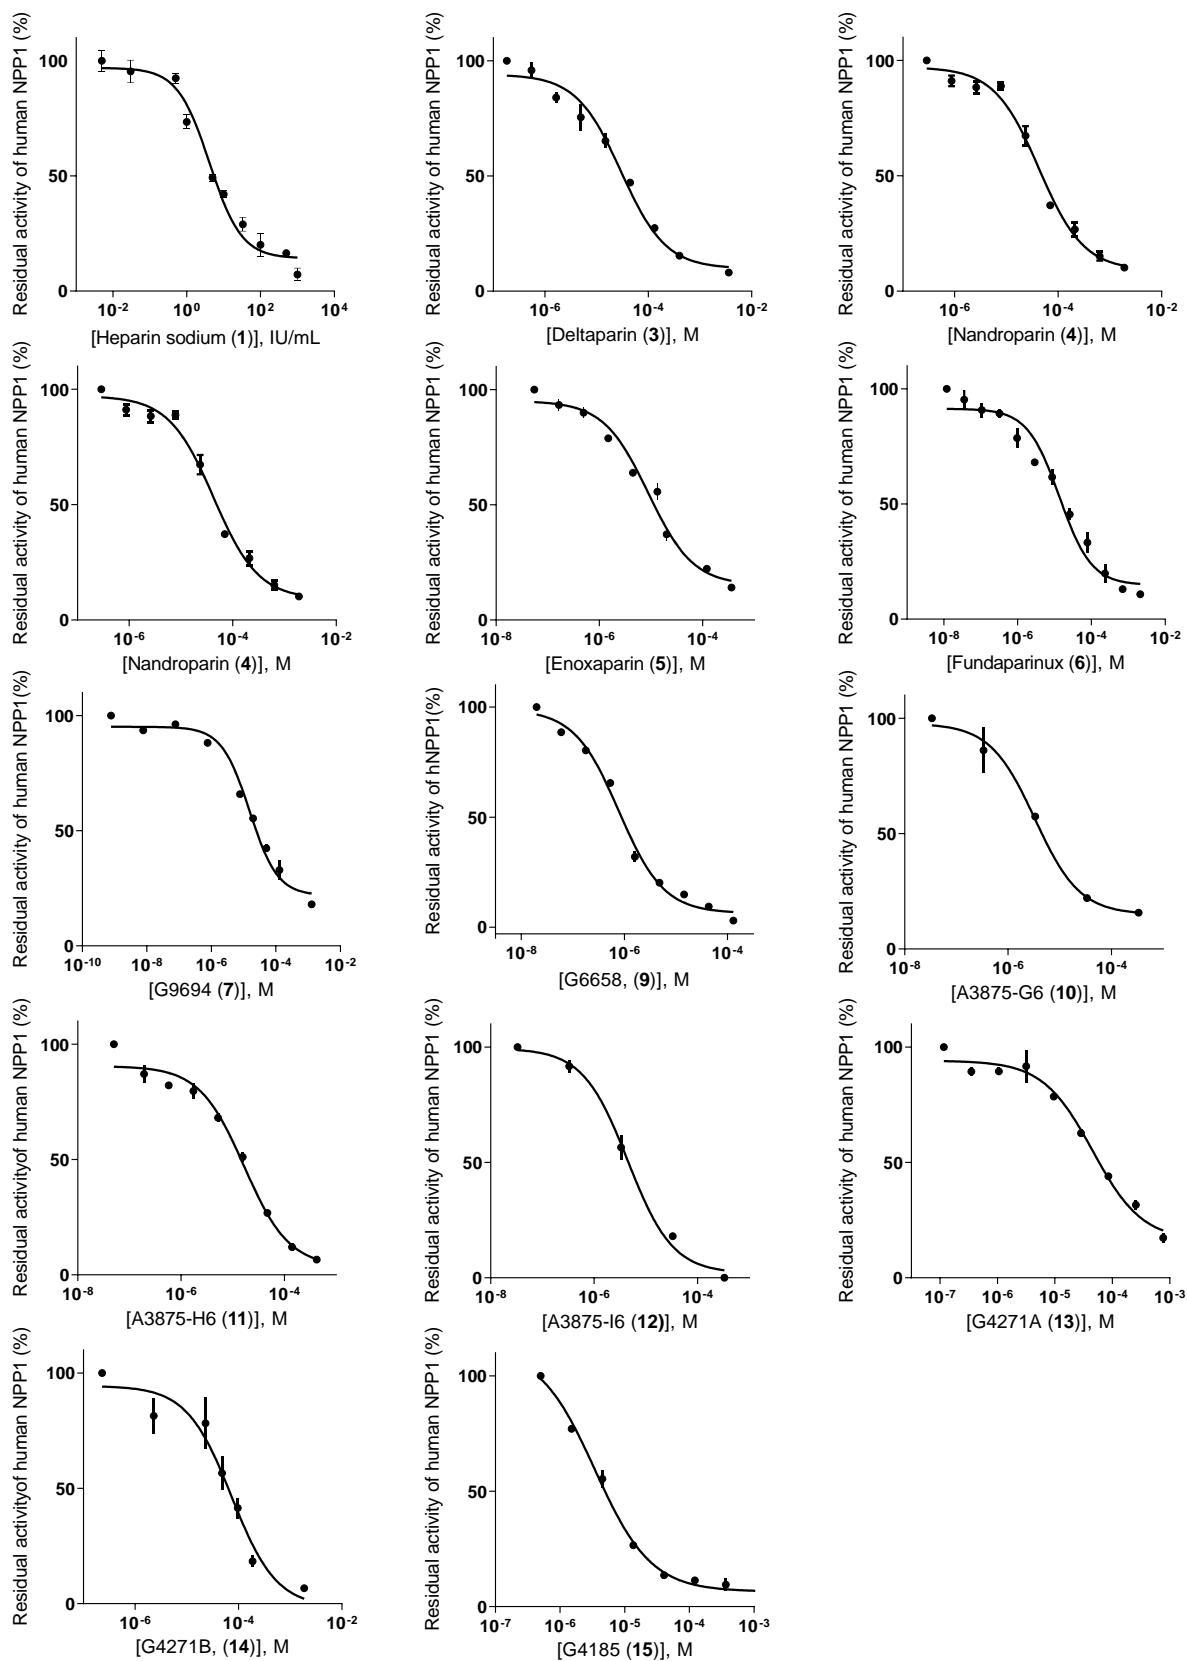 Residual activity of human NPP1 (%)
100
50
0
10-2 100 102 104
[Heparin sodium (1)], IU/mL
Residual activity of human NPP1 (%)
100
50
0
10-6 10-4 10-2
[Deltaparin (3)], M
Residual activity of human NPP1 (%)
100
50
0
10-6 10-4 10-2
[Nandroparin (4)], M
Residual activity of human NPP1 (%)
100
50
0
10-6 10-4 10-2
[Nandroparin (4)], M
Residual activity of human NPP1 (%)
100
50
0
10-8 10-6 10-4
[Enoxaparin (5)], M
Residual activity of human NPP1 (%)
100
50
0
10-8 10-6 10-4 10-2
[Fundaparinux (6)], M
Residual activity of human NPP1(%)
100
50
0
10-10 10-8 10-6 10-4 10-2
[G9694 (7)], M
Residual activity of hNPP1(%)
100
50
0
10-8 10-6 10-4
[G6658, (9)], M
Residual activity of human NPP1 (%)
100
50
0
10-8 10-6 10-4
[A3875-G6 (10)], M
Residual activityof human NPP1 (%)
100
50
0
10-8 10-6 10-4
[A3875-H6 (11)], M
Residual activity of human NPP1 (%)
100
50
0
10-8 10-6 10-4
[A3875-I6 (12)], M
Residual activity of human NPP1 (%)
100
50
0
10-7 10-6 10-5 10-4 10-3
[G4271A (13)], M
Residual activityof human NPP1 (%)
100
50
0
10-6 10-4 10-2
[G4271B, (14)], M
Residual activity of human NPP1 (%)
100
50
0
10-7 10-6 10-5 10-4 10-3
[G4185 (15)], M